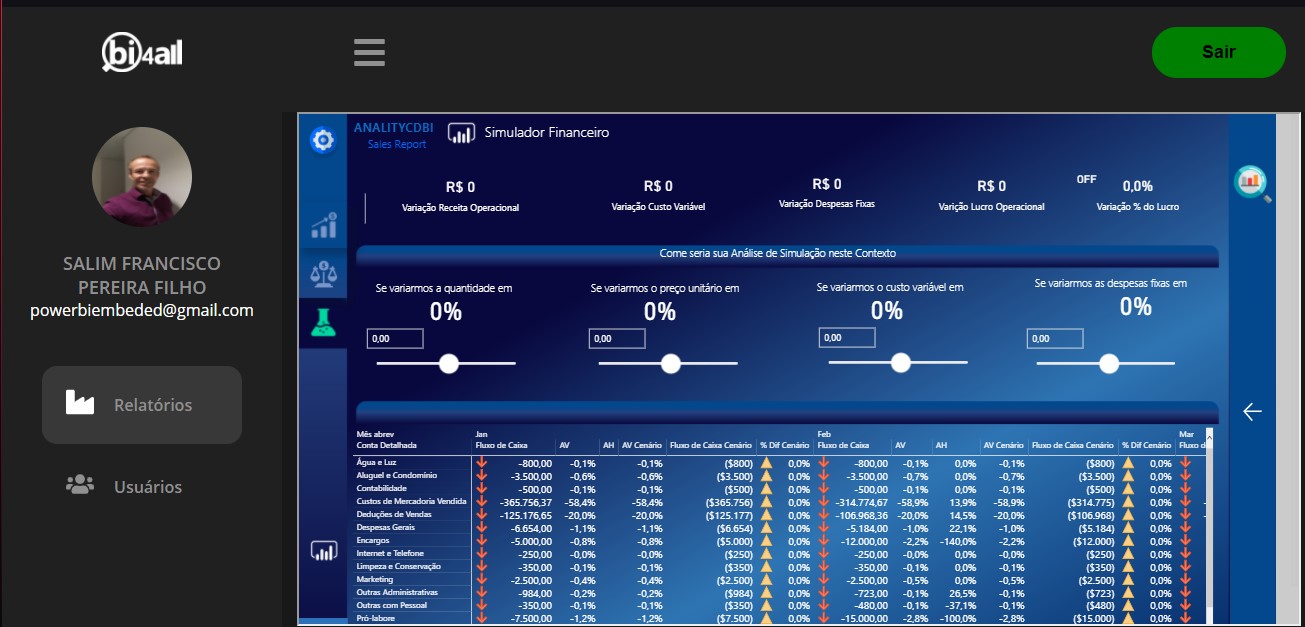 bi4all
Sair
SALIM FRANCISCO
PEREIRA FILHO
powerbiembeded@gmail.com
Relatórios
Usuários
ANALITYCDBI
Sales Report
Simulador Financeiro
R$ 0 R$ 0 R$ 0 R$ 0 OFF 0,0%
Variação Receita Operacional Variação Custo Variável Variação Despesas Fixas Varição Lucro Operacional Variação % do Lucro
Come seria sua Análise de Simulação neste Contexto
Se variarmos a quantidade em Se variarmos o preço unitário em Se variarmos o custo variável em Se variarmos as despesas fixas em
0% 0% 0% 0%
0,00 0,00 0,00 0,00
Mês abrev Jan Feb Mar
Conta Detalhada Fluxo de Caixa AV AH AV Cenário Fluxo de Caixa Cenário % Dif Cenário Fluxo de Caixa AV AH AV Cenário Fluxo de Caixa Cenário % Dif Cenário Fluxo d
Água e Luz -800,00 -0,1% -0,1% ($800) 0,0% -800,00 -0,1% 0,0% -0,1% ($800) 0,0%
Aluguel e Condomínio -3.500,00 -0,6% -0,6% ($3.500) 0,0% -3.500,00 -0,7% 0,0% -0,7% ($3.500) 0,0%
Contabilidade -500,00 -0,1% -0,1% ($500) 0,0% -500,00 -0,1% 0,0% -0,1% ($500) 0,0%
Custos de Mercadoria Vendida -365.756,37 -58,4% -58,4% ($365.756) 0,0% -314.774,67 -58,9% 13,9% -58,9% ($314.775) 0,0% -
Deduções de Vendas -125.176,65 -20,0% -20,0% ($125.177) 0,0% -106.968,36 -20,0% 14,5% -20,0% ($106.968) 0,0% -
Despesas Gerais -6.654,00 -1,1% -1,1% ($6.654) 0,0% -5.184,00 -1,0% 22,1% -1,0% ($5.184) 0,0%
Encargos -5.000,00 -0,8% -0,8% ($5.000) 0,0% -12.000,00 -2,2% -140,0% -2,2% ($12.000) 0,0%
Internet e Telefone -250,00 -0,0% -0,0% ($250) 0,0% -250,00 -0,0% 0,0% -0,0% ($250) 0,0%
Limpeza e Conservação -350,00 -0,1% -0,1% ($350) 0,0% -350,00 -0,1% 0,0% -0,1% ($350) 0,0%
Marketing -2.500,00 -0,4% -0,4% ($2.500) 0,0% -2.500,00 -0,5% 0,0% -0,5% ($2.500) 0,0%
Outras Administrativas -984,00 -0,2% -0,2% ($984) 0,0% -723,00 -0,1% 26,5% -0,1% ($723) 0,0%
Outras com Pessoal -350,00 -0,1% -0,1% ($350) 0,0% -480,00 -0,1% -37,1% -0,1% ($480) 0,0%
Pró-labore -7.500,00 -1,2% -1,2% ($7.500) 0,0% -15.000,00 -2,8% -100,0% -2,8% ($15.000) 0,0%